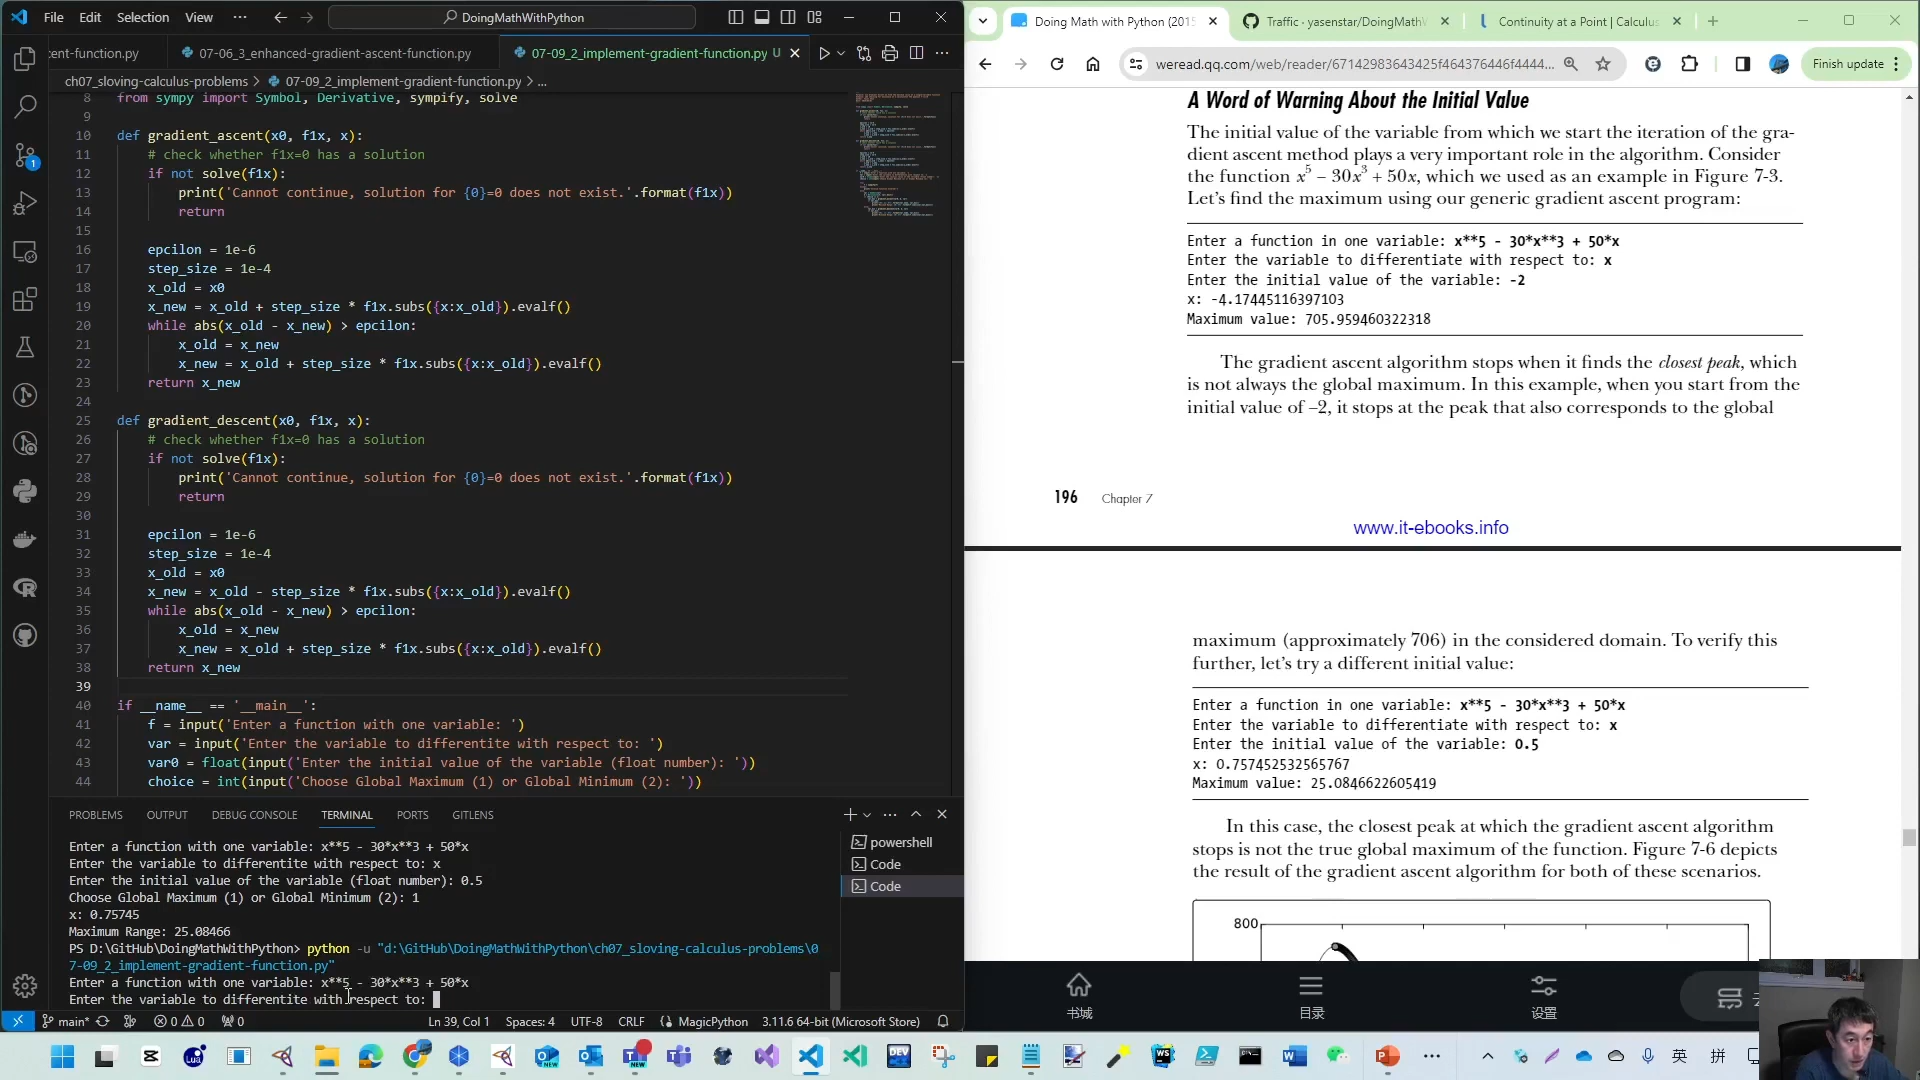 File Edit Selection View ··· DoingMathWithPython
cent-function.py 07-06_3_enhanced-gradient-ascent-function.py 07-09_2_implement-gradient-function.py U
ch07_sloving-calculus-problems > 07-09_2_implement-gradient-function.py > ...
8 from sympy import Symbol, Derivative, sympify, solve
9
10 def gradient_ascent(x0, f1x, x):
11 # check whether f1x=0 has a solution
12 if not solve(f1x):
13 print('Cannot continue, solution for {0}=0 does not exist.'.format(f1x))
14 return
15
16 epcilon = 1e-6
17 step_size = 1e-4
18 x_old = x0
19 x_new = x_old + step_size * f1x.subs({x:x_old}).evalf()
20 while abs(x_old - x_new) > epcilon:
21 x_old = x_new
22 x_new = x_old + step_size * f1x.subs({x:x_old}).evalf()
23 return x_new
24
25 def gradient_descent(x0, f1x, x):
26 # check whether f1x=0 has a solution
27 if not solve(f1x):
28 print('Cannot continue, solution for {0}=0 does not exist.'.format(f1x))
29 return
30
31 epcilon = 1e-6
32 step_size = 1e-4
33 x_old = x0
34 x_new = x_old - step_size * f1x.subs({x:x_old}).evalf()
35 while abs(x_old - x_new) > epcilon:
36 x_old = x_new
37 x_new = x_old + step_size * f1x.subs({x:x_old}).evalf()
38 return x_new
39
40 if __name__ == '__main__':
41 f = input('Enter a function with one variable: ')
42 var = input('Enter the variable to differentite with respect to: ')
43 var0 = float(input('Enter the initial value of the variable (float number): '))
44 choice = int(input('Choose Global Maximum (1) or Global Minimum (2): '))
PROBLEMS OUTPUT DEBUG CONSOLE TERMINAL PORTS GITLENS
powershell
Code
Code
Enter a function with one variable: x**5 - 30*x**3 + 50*x
Enter the variable to differentite with respect to: x
Enter the initial value of the variable (float number): 0.5
Choose Global Maximum (1) or Global Minimum (2): 1
x: 0.75745
Maximum Range: 25.08466
PS D:\GitHub\DoingMathWithPython> python -u "d:\GitHub\DoingMathWithPython\ch07_sloving-calculus-problems\0
7-09_2_implement-gradient-function.py"
Enter a function with one variable: x**5 - 30*x**3 + 50*x
Enter the variable to differentite with respect to:
main* 0 0 0 Ln 39, Col 1 Spaces: 4 UTF-8 CRLF MagicPython 3.11.6 64-bit (Microsoft Store)
Doing Math with Python (2015 Traffic · yasenstar/DoingMathW Continuity at a Point | Calculus
weread.qq.com/web/reader/67142983643425f464376446f4444... Finish update
A Word of Warning About the Initial Value
The initial value of the variable from which we start the iteration of the gra-
dient ascent method plays a very important role in the algorithm. Consider
the function x⁵ – 30x³ + 50x, which we used as an example in Figure 7-3.
Let's find the maximum using our generic gradient ascent program:
Enter a function in one variable: x**5 - 30*x**3 + 50*x
Enter the variable to differentiate with respect to: x
Enter the initial value of the variable: -2
x: -4.17445116397103
Maximum value: 705.959460322318
The gradient ascent algorithm stops when it finds the closest peak, which
is not always the global maximum. In this example, when you start from the
initial value of –2, it stops at the peak that also corresponds to the global
196 Chapter 7
www.it-ebooks.info
maximum (approximately 706) in the considered domain. To verify this
further, let's try a different initial value:
Enter a function in one variable: x**5 - 30*x**3 + 50*x
Enter the variable to differentiate with respect to: x
Enter the initial value of the variable: 0.5
x: 0.757452532565767
Maximum value: 25.0846622605419
In this case, the closest peak at which the gradient ascent algorithm
stops is not the true global maximum of the function. Figure 7-6 depicts
the result of the gradient ascent algorithm for both of these scenarios.
800
书城 目录 设置
英 拼